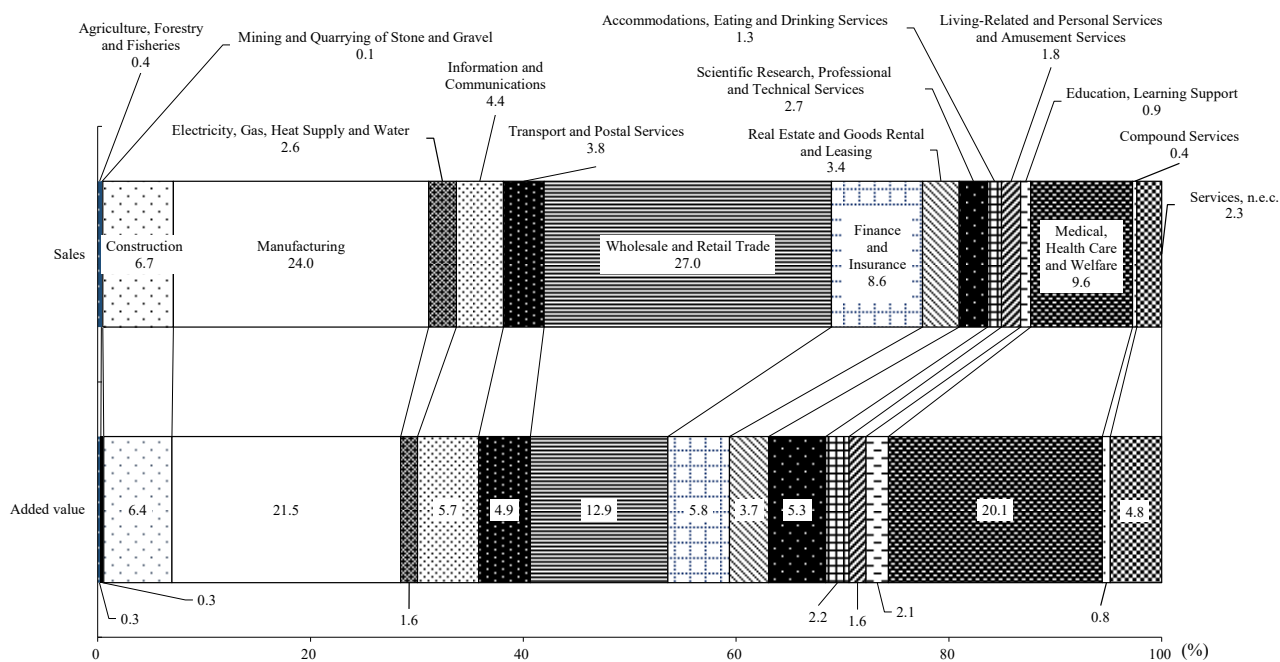 Agriculture, Forestry
and Fisheries
0.4
Mining and Quarrying of Stone and Gravel
0.1
Information and
Communications
4.4
Electricity, Gas, Heat Supply and Water
2.6
Transport and Postal Services
3.8
Accommodations, Eating and Drinking Services
1.3
Scientific Research, Professional
and Technical Services
2.7
Real Estate and Goods Rental
and Leasing
3.4
Living-Related and Personal Services
and Amusement Services
1.8
Education, Learning Support
0.9
Compound Services
0.4
Services, n.e.c.
2.3
Sales
Construction
6.7
Manufacturing
24.0
Wholesale and Retail Trade
27.0
Finance
and
Insurance
8.6
Medical,
Health Care
and Welfare
9.6
Added value
6.4
21.5
5.7
4.9
12.9
5.8
3.7
5.3
20.1
4.8
0.3
0.3
1.6
2.2
1.6
2.1
0.8
0
20
40
60
80
100
(%)